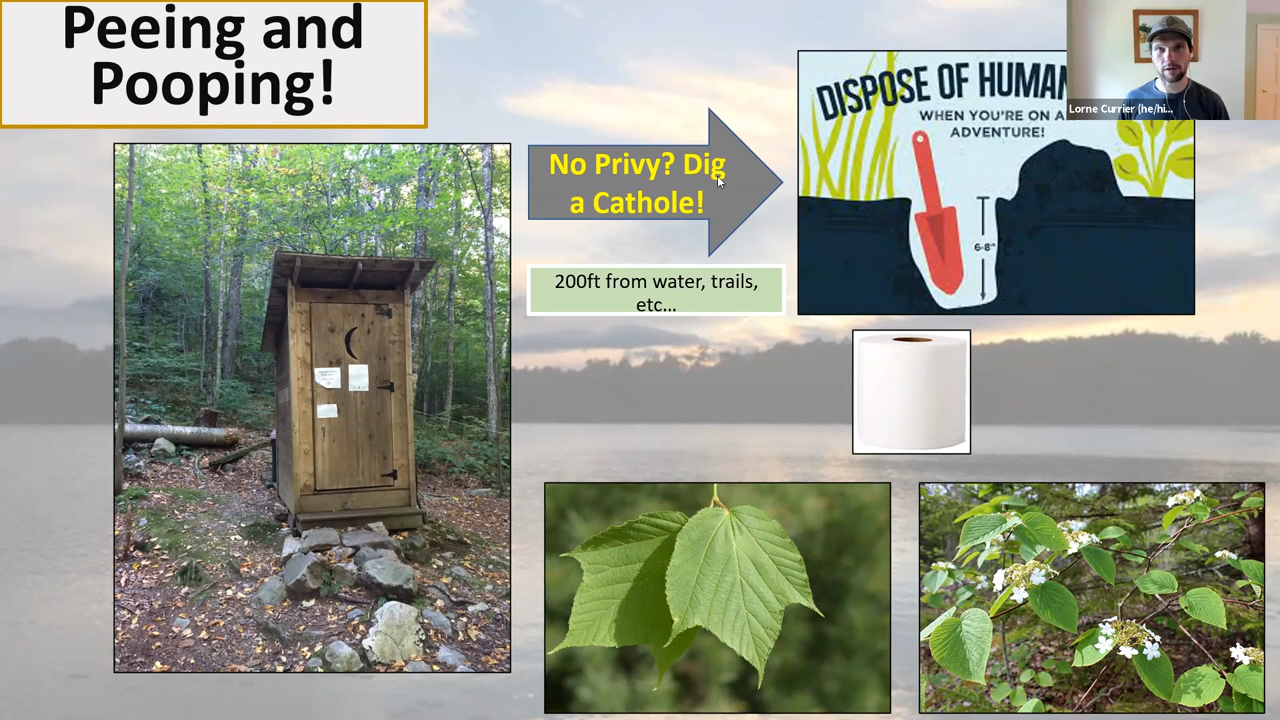 Peeing and
Pooping!
No Privy? Dig
a Cathole!
200ft from water, trails,
etc...
DISPOSE OF HUMAN
WHEN YOU'RE ON A
ADVENTURE!
6-8"
Lorne Currier (he/hi...